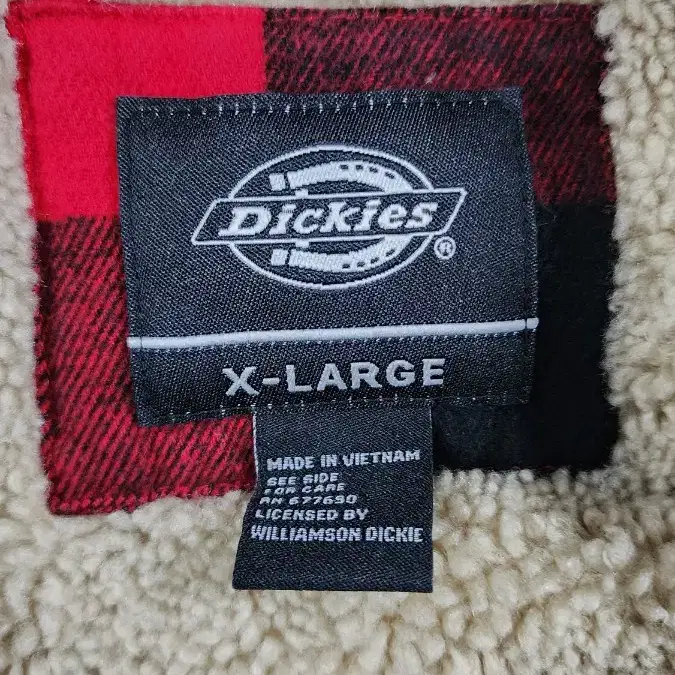 Dickies
®
X-LARGE
MADE IN VIETNAM
SEE SIDE
FOR CARE
RN 677690
LICENSED BY
WILLIAMSON DICKIE